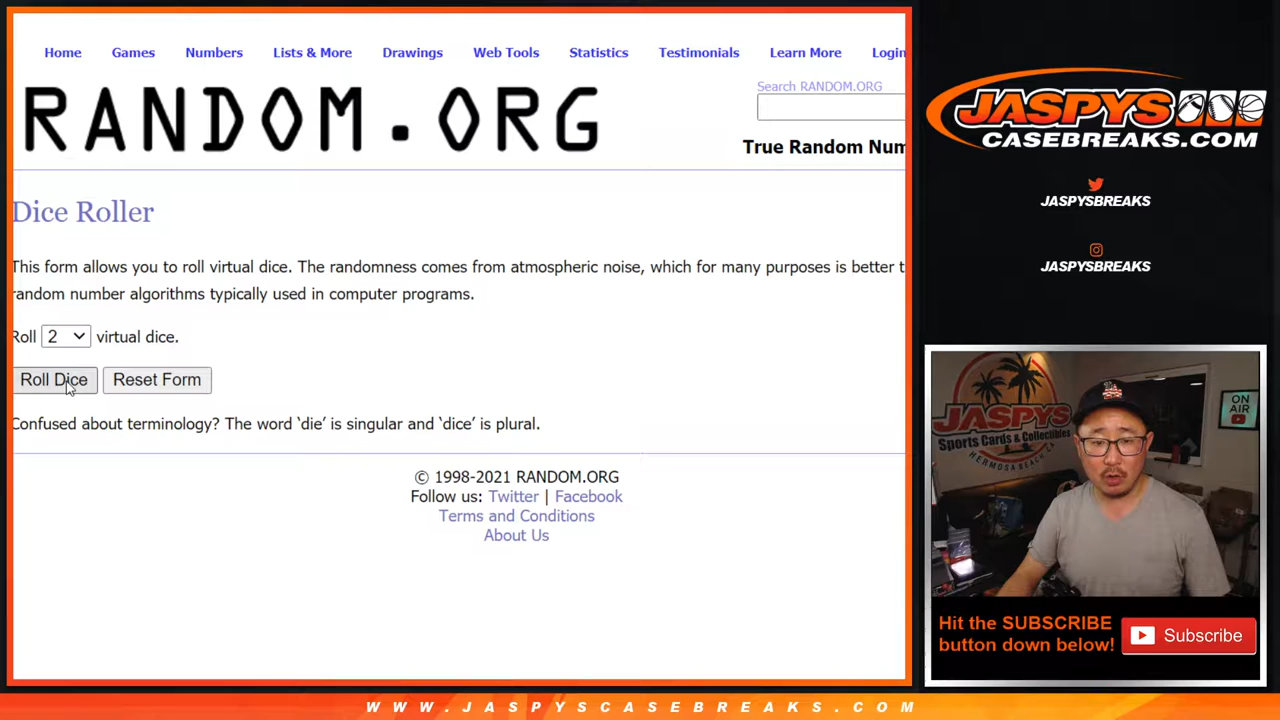 Home Games Numbers Lists & More Drawings Web Tools Statistics Testimonials Learn More Login
RANDOM.ORG
Search RANDOM.ORG
True Random Num
Dice Roller
This form allows you to roll virtual dice. The randomness comes from atmospheric noise, which for many purposes is better t
random number algorithms typically used in computer programs.
Roll 2 virtual dice.
Roll Dice Reset Form
Confused about terminology? The word ‘die’ is singular and ‘dice’ is plural.
© 1998-2021 RANDOM.ORG
Follow us: Twitter | Facebook
Terms and Conditions
About Us
JASPYS
CASEBREAKS.COM
JASPYSBREAKS
JASPYSBREAKS
JASPYS
Sports Cards & Collectibles
HERMOSA BEACH, CA
ON
AIR
Hit the SUBSCRIBE
button down below!
Subscribe
WWW.JASPYSCASEBREAKS.COM